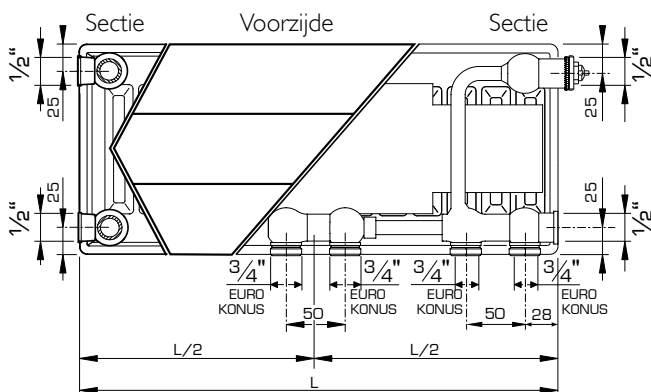 Sectie Voorzijde Sectie
1/2“ 1/2“
25 25
25 25
1/2“ 1/2“
3/4" 3/4" 3/4" 3/4"
EURO EURO EURO EURO
KONUS KONUS KONUS KONUS
50 50 28
L/2 L/2
L